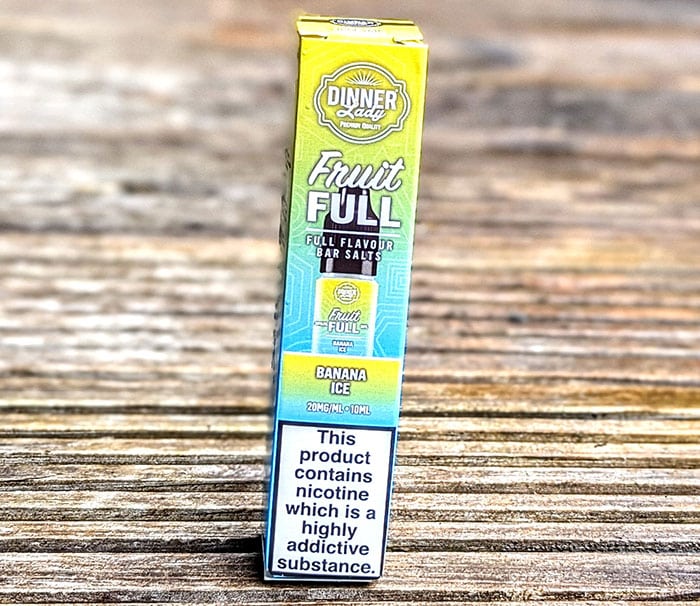 DINNER
Lady
PREMIUM QUALITY
Fruit
FULL
FULL FLAVOUR
BAR SALTS
Fruit
FULL
BANANA
ICE
BANANA
ICE
20MG/ML • 10ML
This
product
contains
nicotine
which is a
highly
addictive
substance.